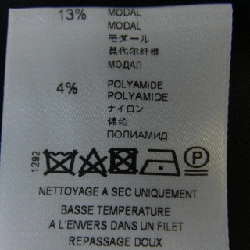 13% MODAL
MODAL
モダール
莫代尔纤维
МОДАЛ
4% POLYAMIDE
POLYAMIDE
ナイロン
锦纶
ПОЛИАМИД
1292
P
NETTOYAGE A SEC UNIQUEMENT
BASSE TEMPERATURE
A L'ENVERS DANS UN FILET
REPASSAGE DOUX